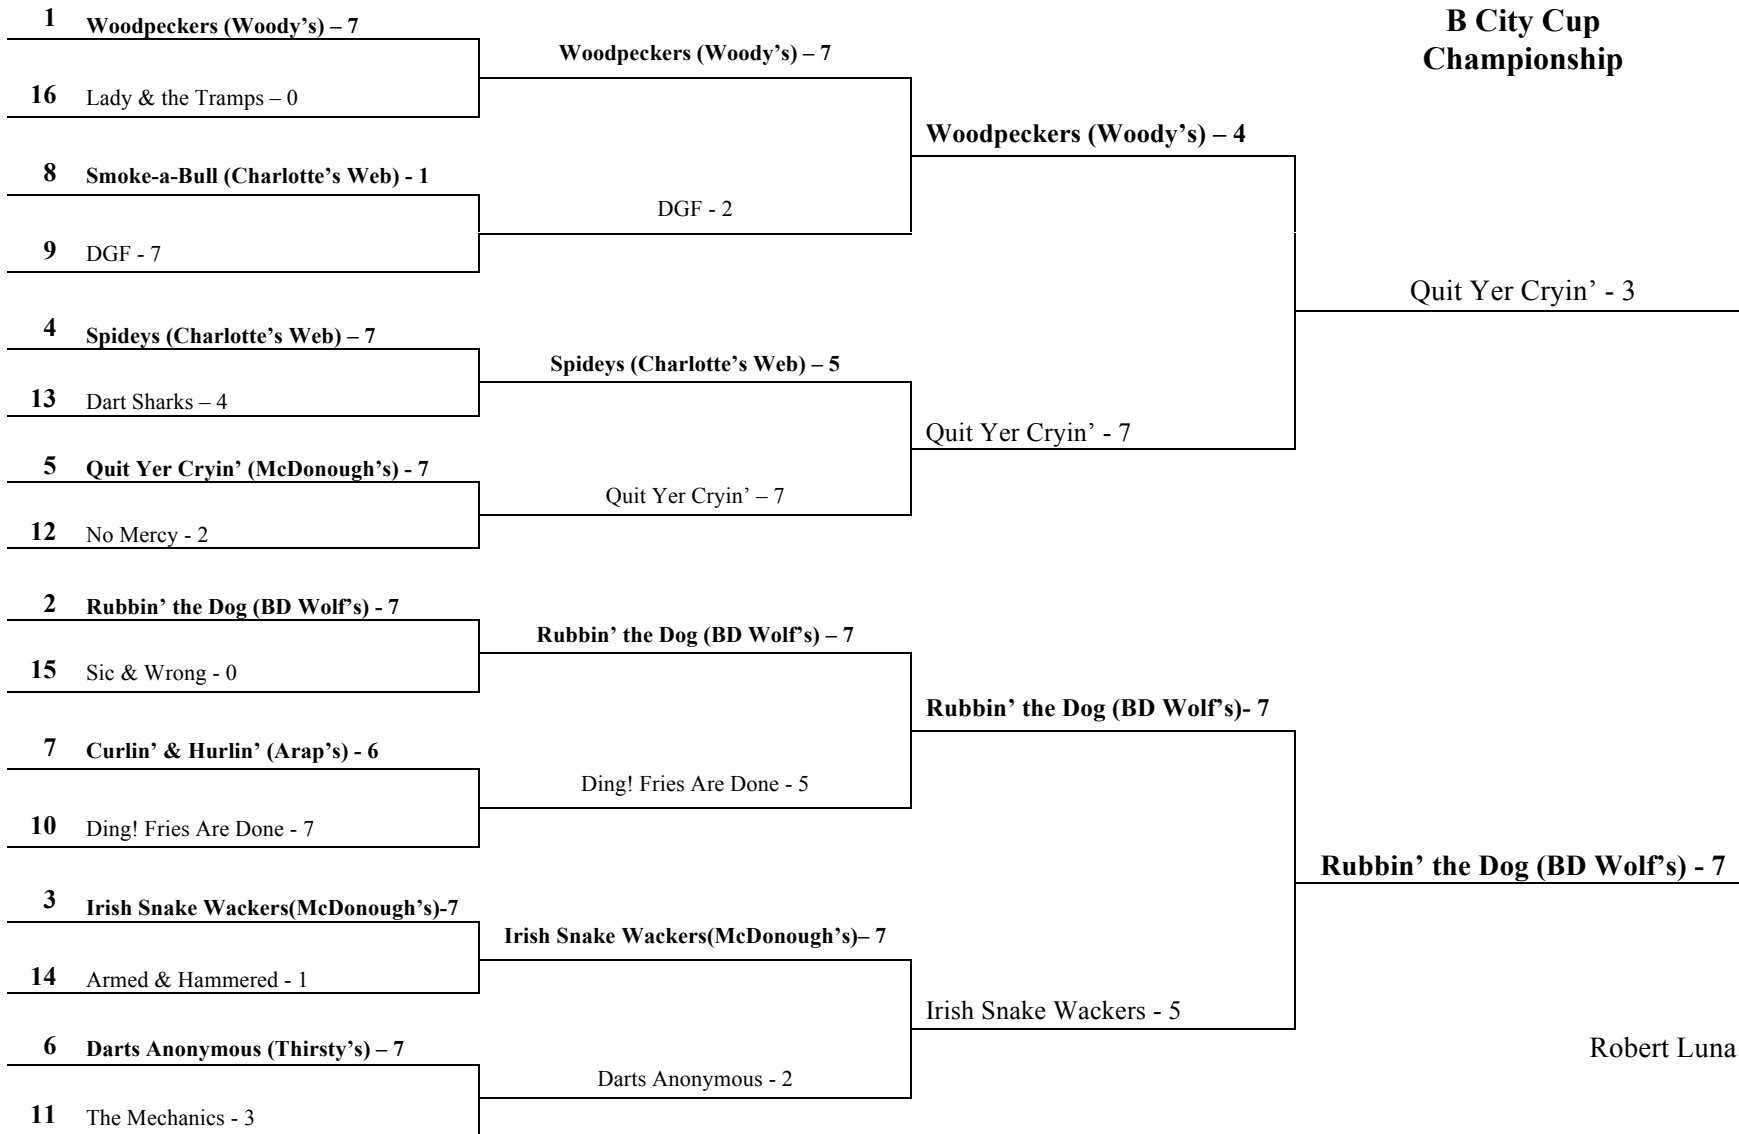 B City Cup
Championship
1 Woodpeckers (Woody’s) – 7
16 Lady & the Tramps – 0
8 Smoke-a-Bull (Charlotte’s Web) - 1
9 DGF - 7
4 Spideys (Charlotte’s Web) – 7
13 Dart Sharks – 4
5 Quit Yer Cryin’ (McDonough’s) - 7
12 No Mercy - 2
2 Rubbin’ the Dog (BD Wolf’s) - 7
15 Sic & Wrong - 0
7 Curlin’ & Hurlin’ (Arap’s) - 6
10 Ding! Fries Are Done - 7
3 Irish Snake Wackers(McDonough’s)-7
14 Armed & Hammered - 1
6 Darts Anonymous (Thirsty’s) – 7
11 The Mechanics - 3
Woodpeckers (Woody’s) – 7
DGF - 2
Spideys (Charlotte’s Web) – 5
Quit Yer Cryin’ – 7
Rubbin’ the Dog (BD Wolf’s) – 7
Ding! Fries Are Done - 5
Irish Snake Wackers(McDonough’s)– 7
Darts Anonymous - 2
Woodpeckers (Woody’s) – 4
Quit Yer Cryin’ - 7
Rubbin’ the Dog (BD Wolf’s)- 7
Irish Snake Wackers - 5
Quit Yer Cryin’ - 3
Rubbin’ the Dog (BD Wolf’s) - 7
Robert Luna